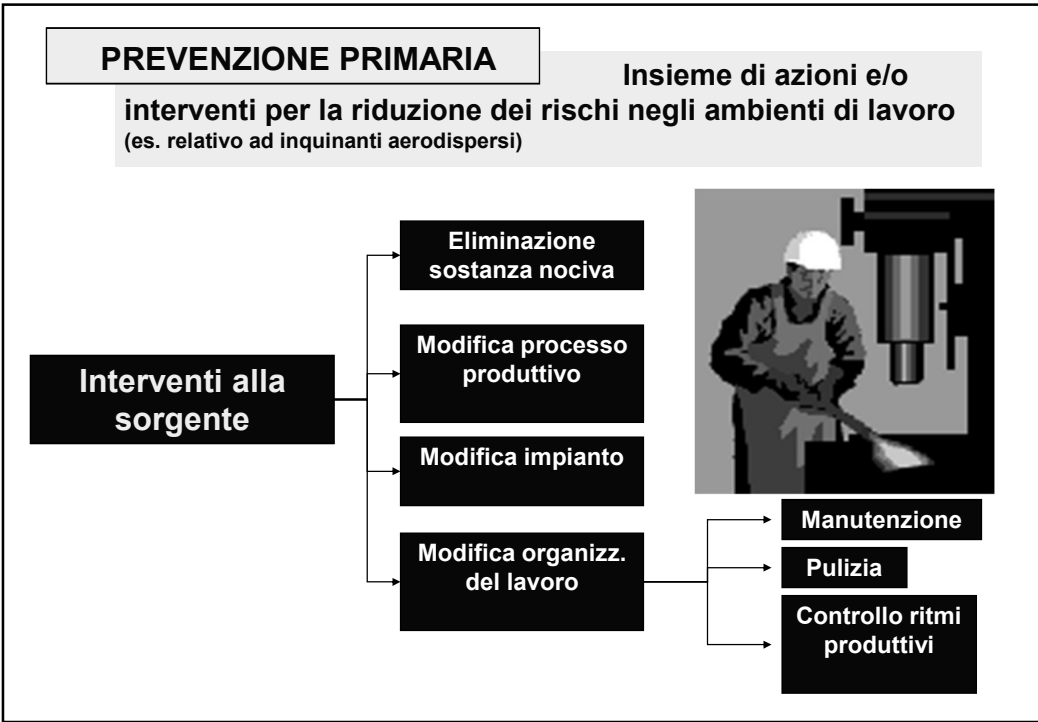 PREVENZIONE PRIMARIA
Insieme di azioni e/o
interventi per la riduzione dei rischi negli ambienti di lavoro
(es. relativo ad inquinanti aerodispersi)
Interventi alla
sorgente
Eliminazione
sostanza nociva
Modifica processo
produttivo
Modifica impianto
Modifica organizz.
del lavoro
Manutenzione
Pulizia
Controllo ritmi
produttivi